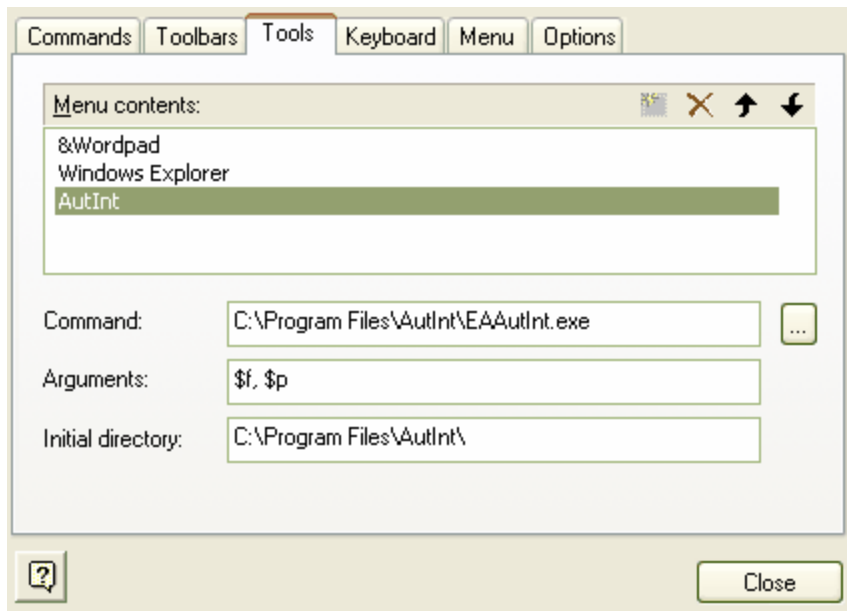 Commands Toolbars Tools Keyboard Menu Options
Menu contents:
&Wordpad
Windows Explorer
AutInt
Command: C:\Program Files\AutInt\EAAutInt.exe ...
Arguments: $f, $p
Initial directory: C:\Program Files\AutInt\
? Close